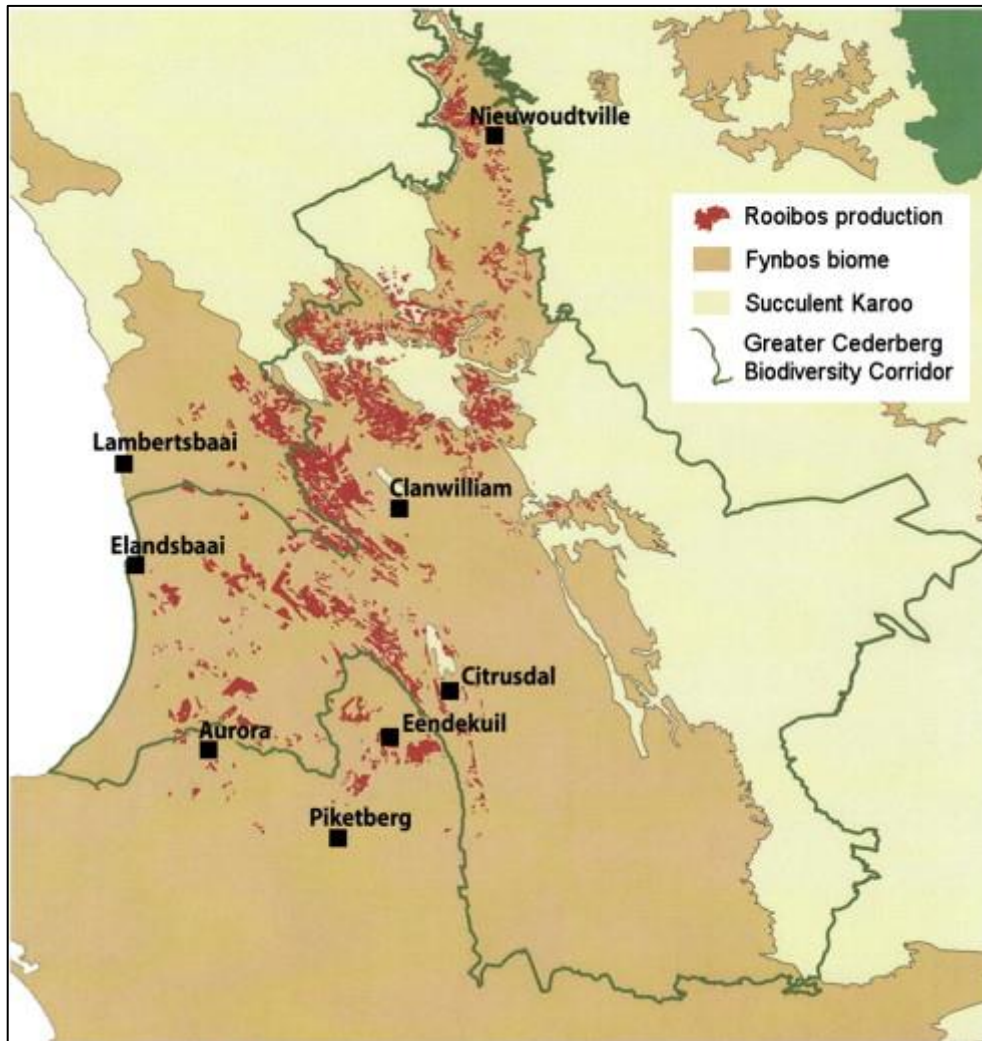 Nieuwoudtville
Rooibos production
Fynbos biome
Succulent Karoo
Greater Cederberg
Biodiversity Corridor
Lambertsbaai
Clanwilliam
Elandsbaai
Citrusdal
Eendekuil
Aurora
Piketberg